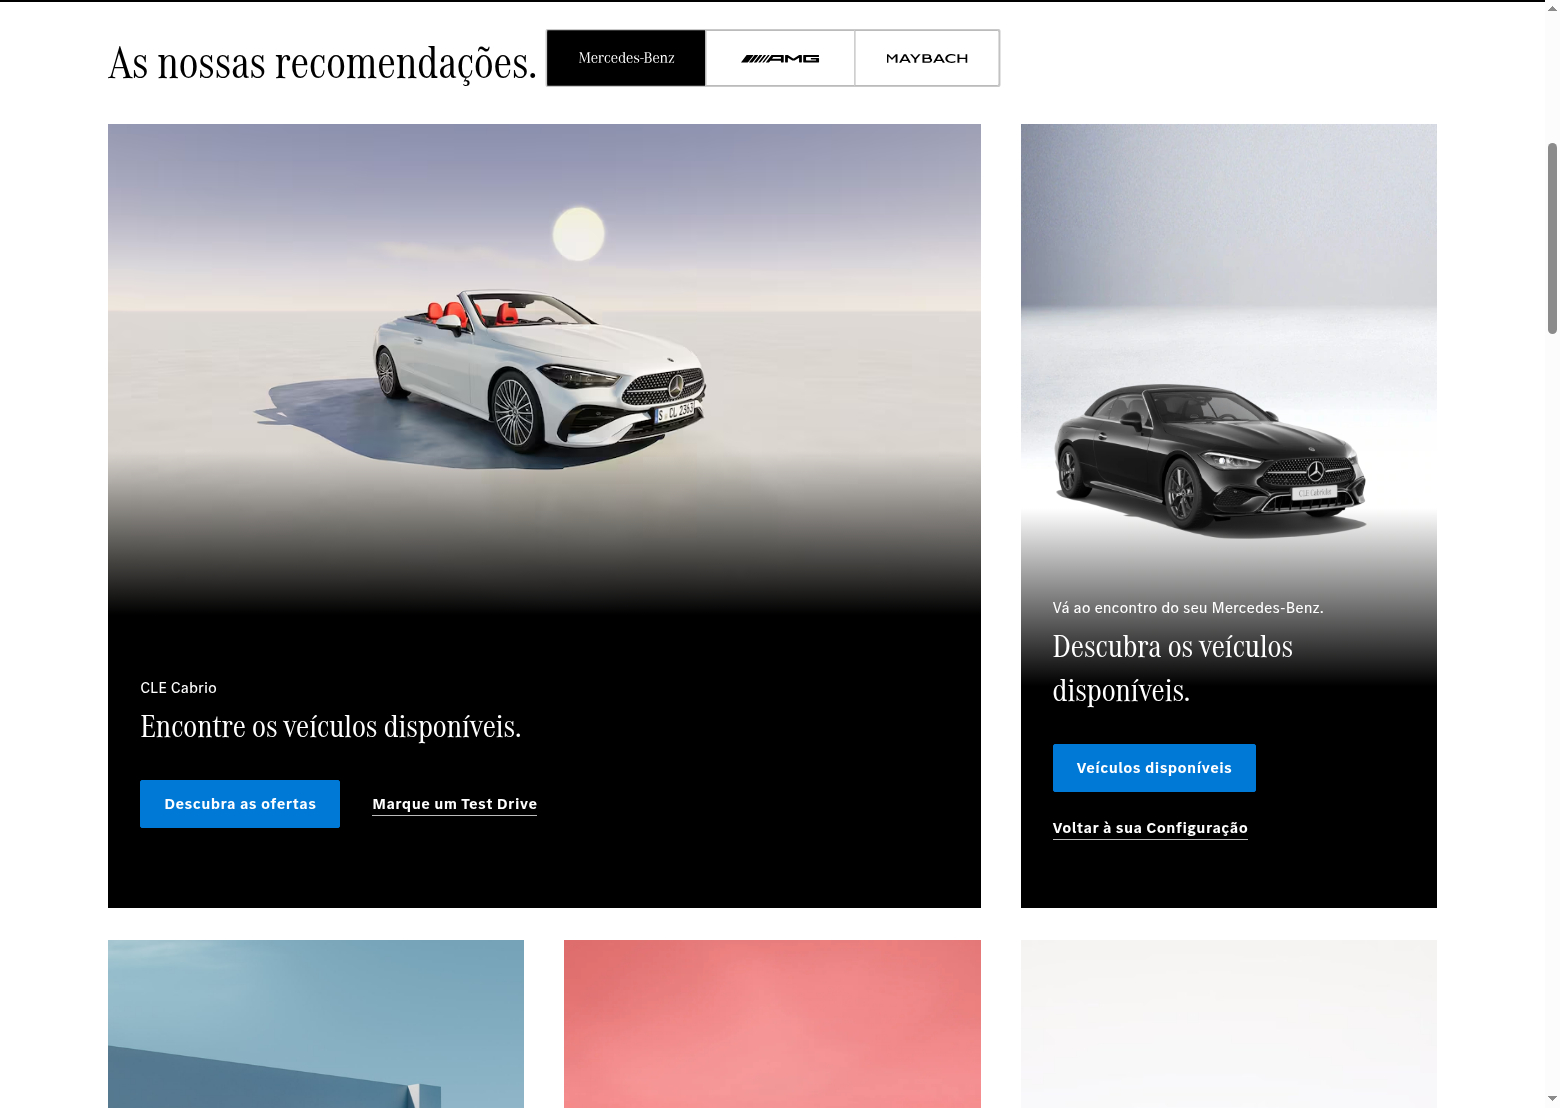 As nossas recomendações.
Mercedes-Benz
AMG
MAYBACH
S CL 2363
CLE Cabriolet
CLE Cabrio
Encontre os veículos disponíveis.
Descubra as ofertas
Marque um Test Drive
Vá ao encontro do seu Mercedes-Benz.
Descubra os veículos
disponíveis.
Veículos disponíveis
Voltar à sua Configuração